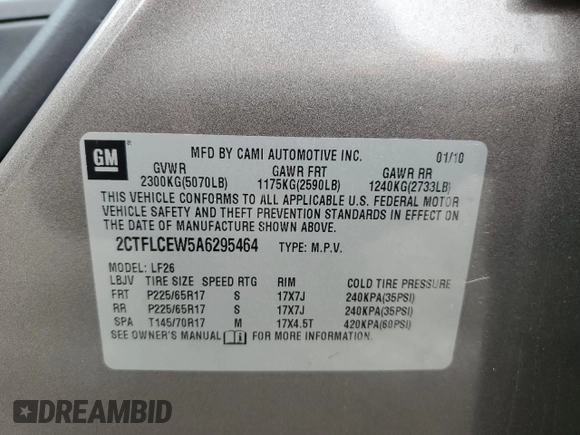 GM
MFD BY CAMI AUTOMOTIVE INC. 01/10
GVWR GAWR FRT GAWR RR
2300KG(5070LB) 1175KG(2590LB) 1240KG(2733LB)
THIS VEHICLE CONFORMS TO ALL APPLICABLE U.S. FEDERAL MOTOR
VEHICLE SAFETY AND THEFT PREVENTION STANDARDS IN EFFECT ON
THE DATE OF MANUFACTURE SHOWN ABOVE.
2CTFLCEW5A6295464 TYPE: M.P.V.
MODEL: LF26
LBJV TIRE SIZE SPEED RTG RIM COLD TIRE PRESSURE
FRT P225/65R17 S 17X7J 240KPA(35PSI)
RR P225/65R17 S 17X7J 240KPA(35PSI)
SPA T145/70R17 M 17X4.5T 420KPA(60PSI)
SEE OWNER'S MANUAL FOR MORE INFORMATION.
DREAMBID